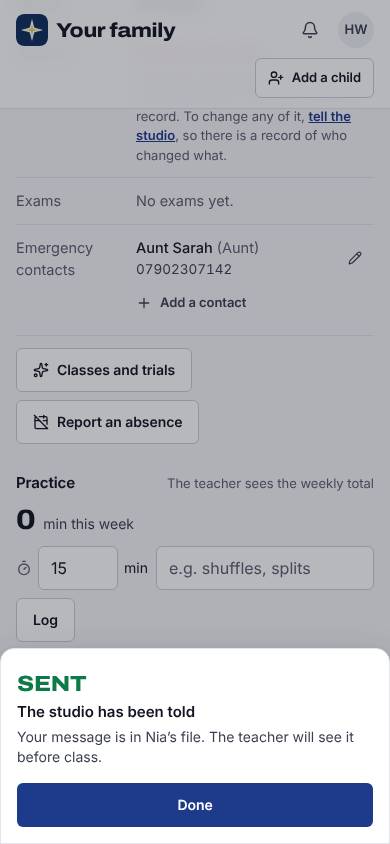 Your family
HW
Add a child
record. To change any of it, tell the
studio, so there is a record of who
changed what.
Exams
No exams yet.
Emergency
contacts
Aunt Sarah (Aunt)
07902307142
Add a contact
Classes and trials
Report an absence
Practice
The teacher sees the weekly total
0 min this week
15
min
e.g. shuffles, splits
Log
SENT
The studio has been told
Your message is in Nia’s file. The teacher will see it
before class.
Done